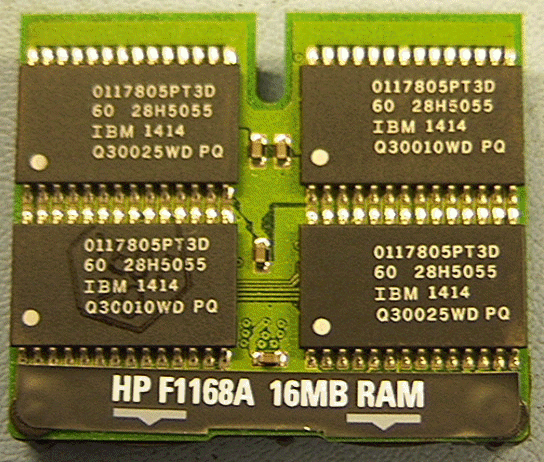 0117805PT3D
60 28H5055
IBM 1414
Q30025WD PQ
0117805PT3D
60 28H5055
IBM 1414
Q30010WD PQ
0117805PT3D
60 28H5055
IBM 1414
Q30010WD PQ
0117805PT3D
60 28H5055
IBM 1414
Q30025WD PQ
HP F1168A 16MB RAM